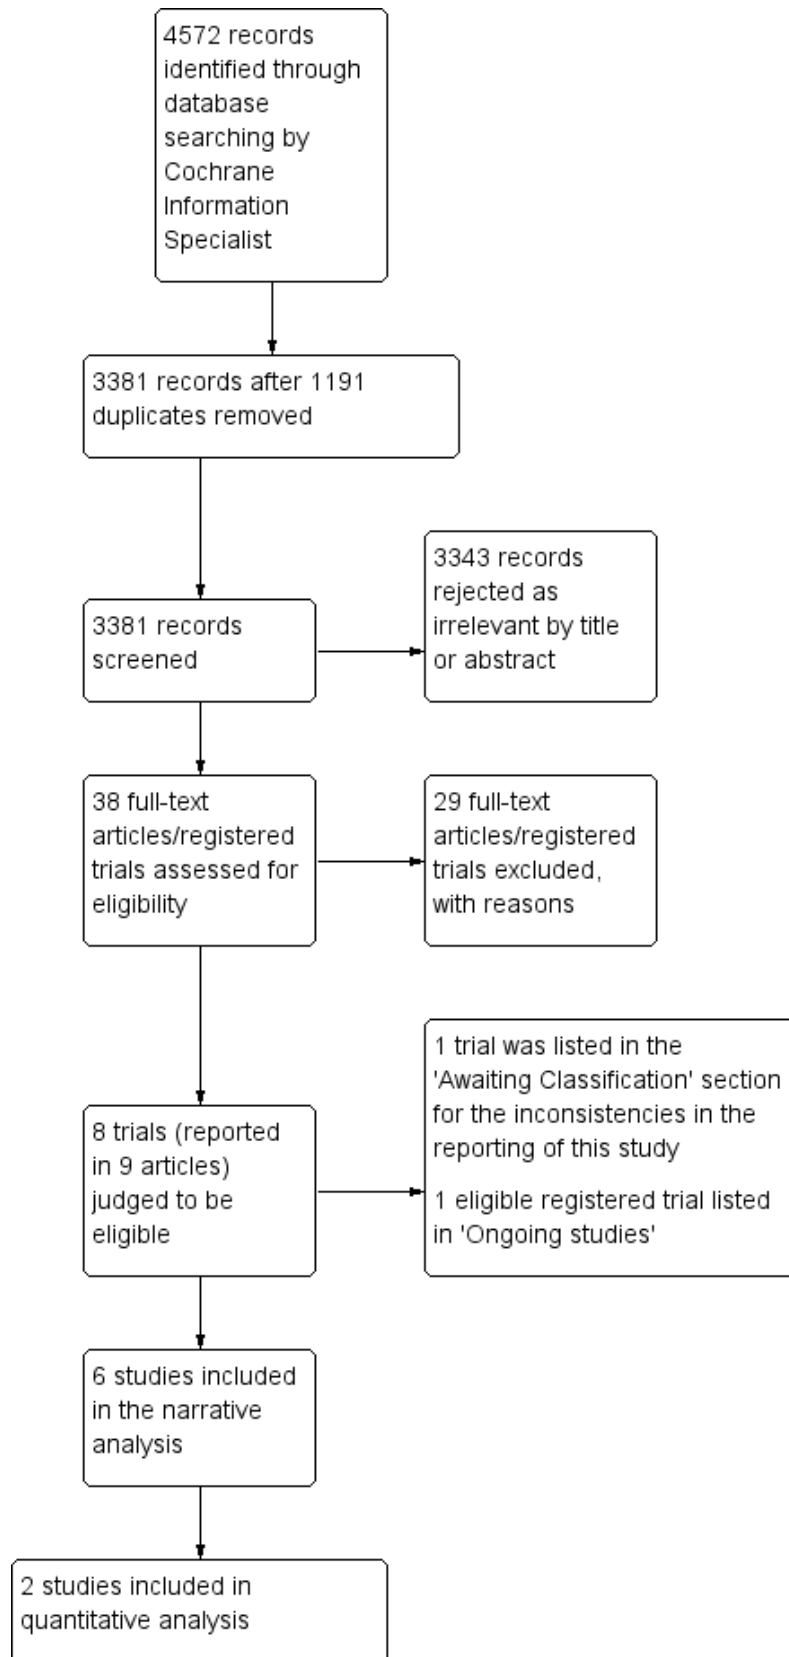 4572 records
identified through
database
searching by
Cochrane
Information
Specialist
3381 records after 1191
duplicates removed
3381 records
screened
3343 records
rejected as
irrelevant by title
or abstract
38 full-text
articles/registered
trials assessed for
eligibility
29 full-text
articles/registered
trials excluded,
with reasons
8 trials (reported
in 9 articles)
judged to be
eligible
1 trial was listed in the
'Awaiting Classification' section
for the inconsistencies in the
reporting of this study
1 eligible registered trial listed
in 'Ongoing studies'
6 studies included
in the narrative
analysis
2 studies included in
quantitative analysis